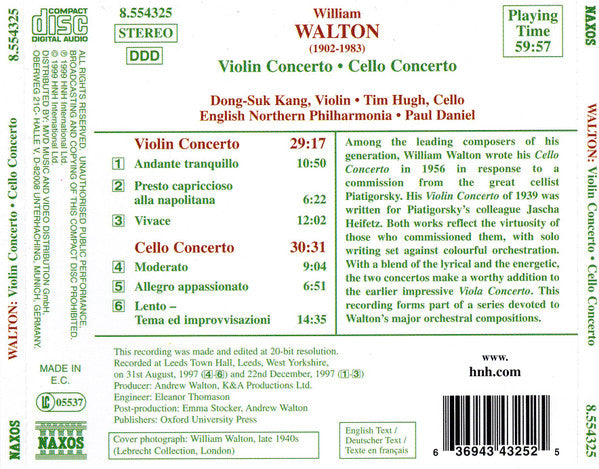 8.554325
NAXOS
WALTON: Violin Concerto • Cello Concerto
COMPACT
disc
DIGITAL AUDIO
8.554325
STEREO
DDD
William
WALTON
(1902-1983)
Violin Concerto • Cello Concerto
Playing
Time
59:57
Dong-Suk Kang, Violin • Tim Hugh, Cello
English Northern Philharmonia • Paul Daniel
ALL RIGHTS RESERVED. UNAUTHORISED PUBLIC PERFORMANCE,
BROADCASTING AND COPYING OF THIS COMPACT DISC PROHIBITED.
℗ 1999 HNH International Ltd
© 1999 HNH International Ltd
DISTRIBUTED BY: MVD MUSIC AND VIDEO DISTRIBUTION GmbH,
OBERWEG 21C- HALLE V, D-82008 UNTERHACHING, MUNICH, GERMANY.
Violin Concerto 29:17
1 Andante tranquillo 10:50
2 Presto capriccioso
alla napolitana 6:22
3 Vivace 12:02
Cello Concerto 30:31
4 Moderato 9:04
5 Allegro appassionato 6:51
6 Lento –
Tema ed improvvisazioni 14:35
Among the leading composers of his
generation, William Walton wrote his Cello
Concerto in 1956 in response to a
commission from the great cellist
Piatigorsky. His Violin Concerto of 1939 was
written for Piatigorsky's colleague Jascha
Heifetz. Both works reflect the virtuosity of
those who commissioned them, with solo
writing set against colourful orchestration.
With a blend of the lyrical and the energetic,
the two concertos make a worthy addition to
the earlier impressive Viola Concerto. This
recording forms part of a series devoted to
Walton's major orchestral compositions.
MADE IN
E.C.
LC 05537
NAXOS
This recording was made and edited at 20-bit resolution.
Recorded at Leeds Town Hall, Leeds, West Yorkshire,
on 31st August, 1997 (4-6) and 22nd December, 1997 (1-3)
Producer: Andrew Walton, K&A Productions Ltd.
Engineer: Eleanor Thomason
Post-production: Emma Stocker, Andrew Walton
Publishers: Oxford University Press
Cover photograph: William Walton, late 1940s
(Lebrecht Collection, London)
www.
hnh.com
English Text /
Deutscher Text /
Texte en français
6 36943 43252 5
NAXOS
WALTON: Violin Concerto • Cello Concerto
8.554325